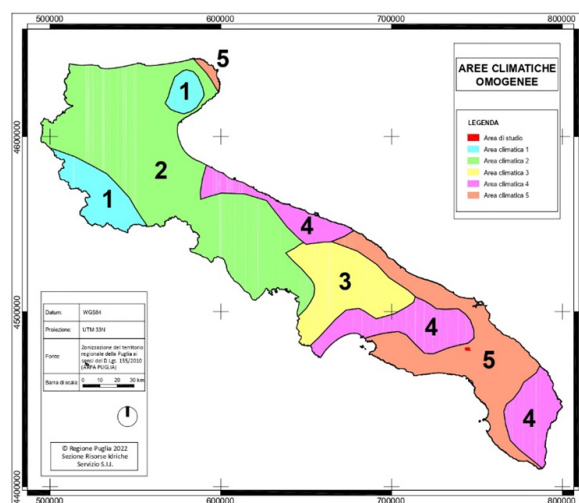 500000 600000 700000 800000
5
AREE CLIMATICHE
OMOGENEE
1
LEGENDA
Area di studio
Area climatica 1
Area climatica 2
Area climatica 3
Area climatica 4
Area climatica 5
4600000 4600000
2
1
4
3
4
5
4
4500000 4500000
Datum: WGS84
Proiezione: UTM 33N
Fonte: Zonizzazione del territorio
regionale della Puglia ai
sensi del D.Lgs. 155/2010
(ARPA PUGLIA)
Barra di scala: 0 10 20 30 km
© Regione Puglia 2022
Sezione Risorse Idriche
Servizio S.I.I.
4400000 4400000
500000 600000 700000 800000